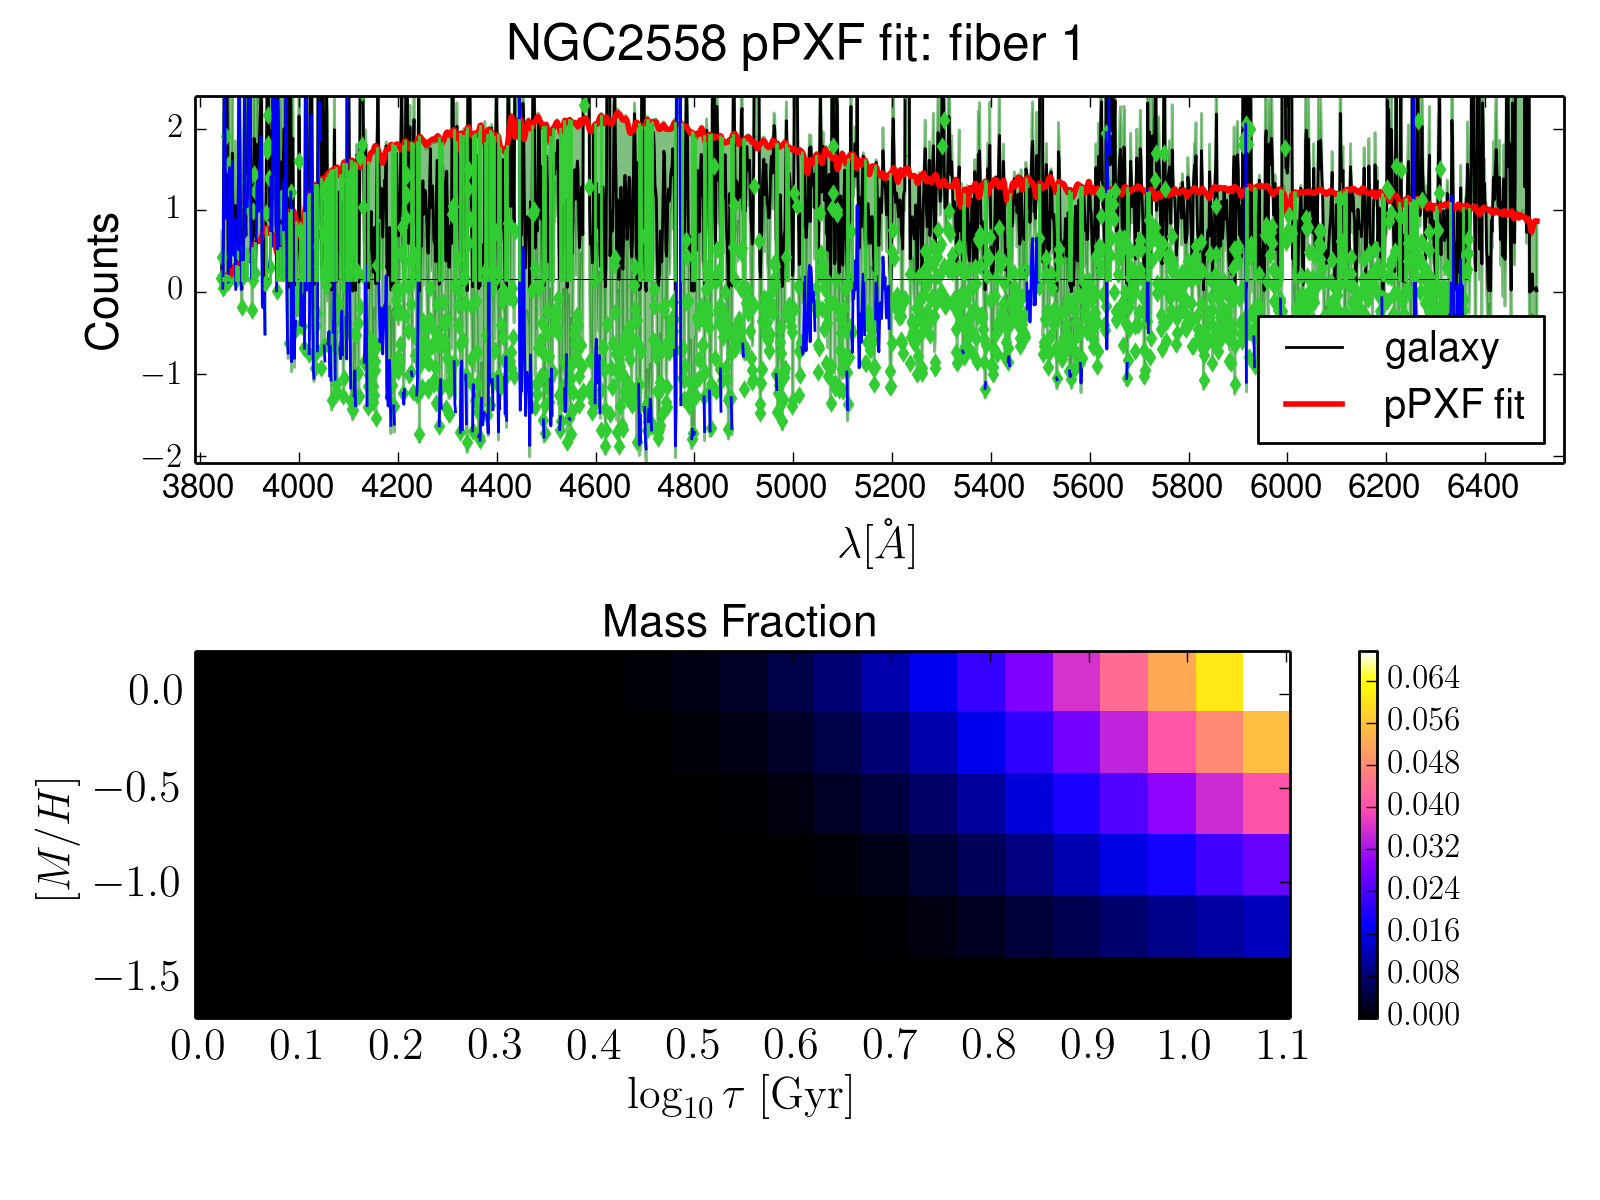 NGC2558 pPXF fit: fiber 1
Counts
2
1
0
−1
−2
galaxy
pPXF fit
3800 4000 4200 4400 4600 4800 5000 5200 5400 5600 5800 6000 6200 6400
λ[Å]
Mass Fraction
[M/H]
0.0
−0.5
−1.0
−1.5
0.0 0.1 0.2 0.3 0.4 0.5 0.6 0.7 0.8 0.9 1.0 1.1
log₁₀ τ [Gyr]
0.064
0.056
0.048
0.040
0.032
0.024
0.016
0.008
0.000